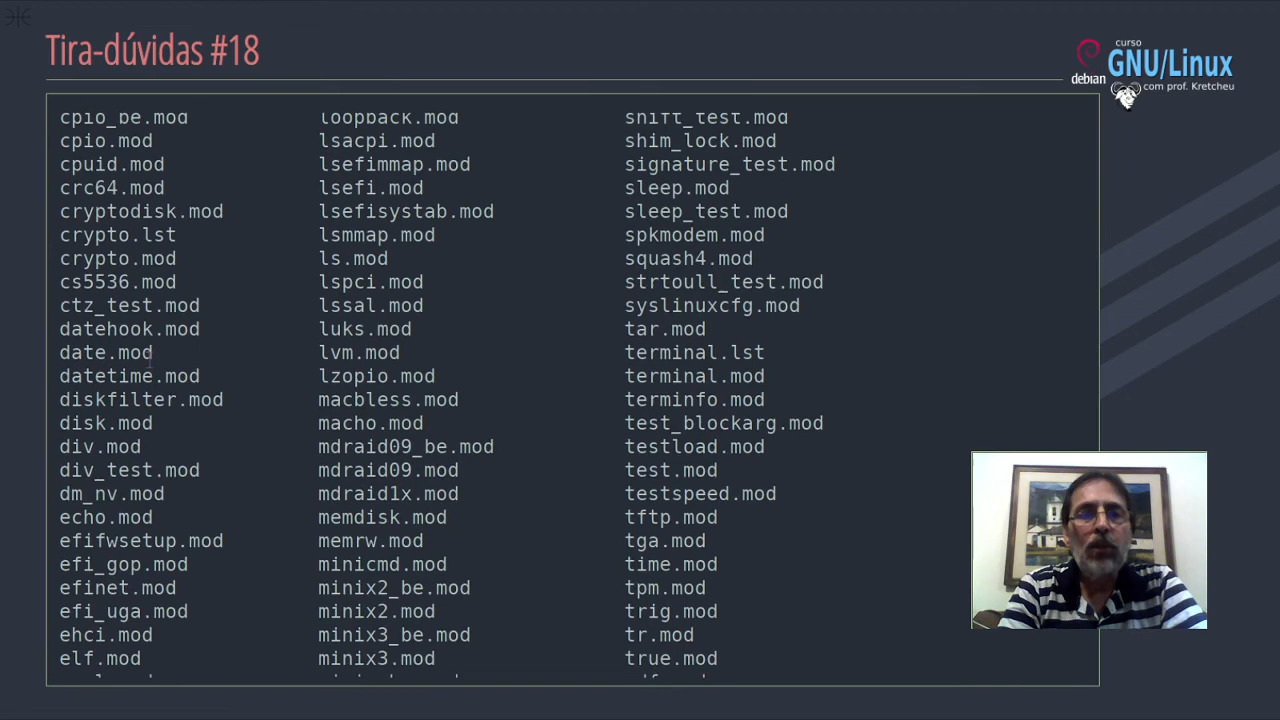 Tira-dúvidas #18
curso
GNU/Linux
debian
com prof. Kretcheu
cpio_be.mod loopback.mod shift_test.mod
cpio.mod lsacpi.mod shim_lock.mod
cpuid.mod lsefimmap.mod signature_test.mod
crc64.mod lsefi.mod sleep.mod
cryptodisk.mod lsefisystab.mod sleep_test.mod
crypto.lst lsmmap.mod spkmodem.mod
crypto.mod ls.mod squash4.mod
cs5536.mod lspci.mod strtoull_test.mod
ctz_test.mod lssal.mod syslinuxcfg.mod
datehook.mod luks.mod tar.mod
date.mod lvm.mod terminal.lst
datetime.mod lzopio.mod terminal.mod
diskfilter.mod macbless.mod terminfo.mod
disk.mod macho.mod test_blockarg.mod
div.mod mdraid09_be.mod testload.mod
div_test.mod mdraid09.mod test.mod
dm_nv.mod mdraid1x.mod testspeed.mod
echo.mod memdisk.mod tftp.mod
efifwsetup.mod memrw.mod tga.mod
efi_gop.mod minicmd.mod time.mod
efinet.mod minix2_be.mod tpm.mod
efi_uga.mod minix2.mod trig.mod
ehci.mod minix3_be.mod tr.mod
elf.mod minix3.mod true.mod